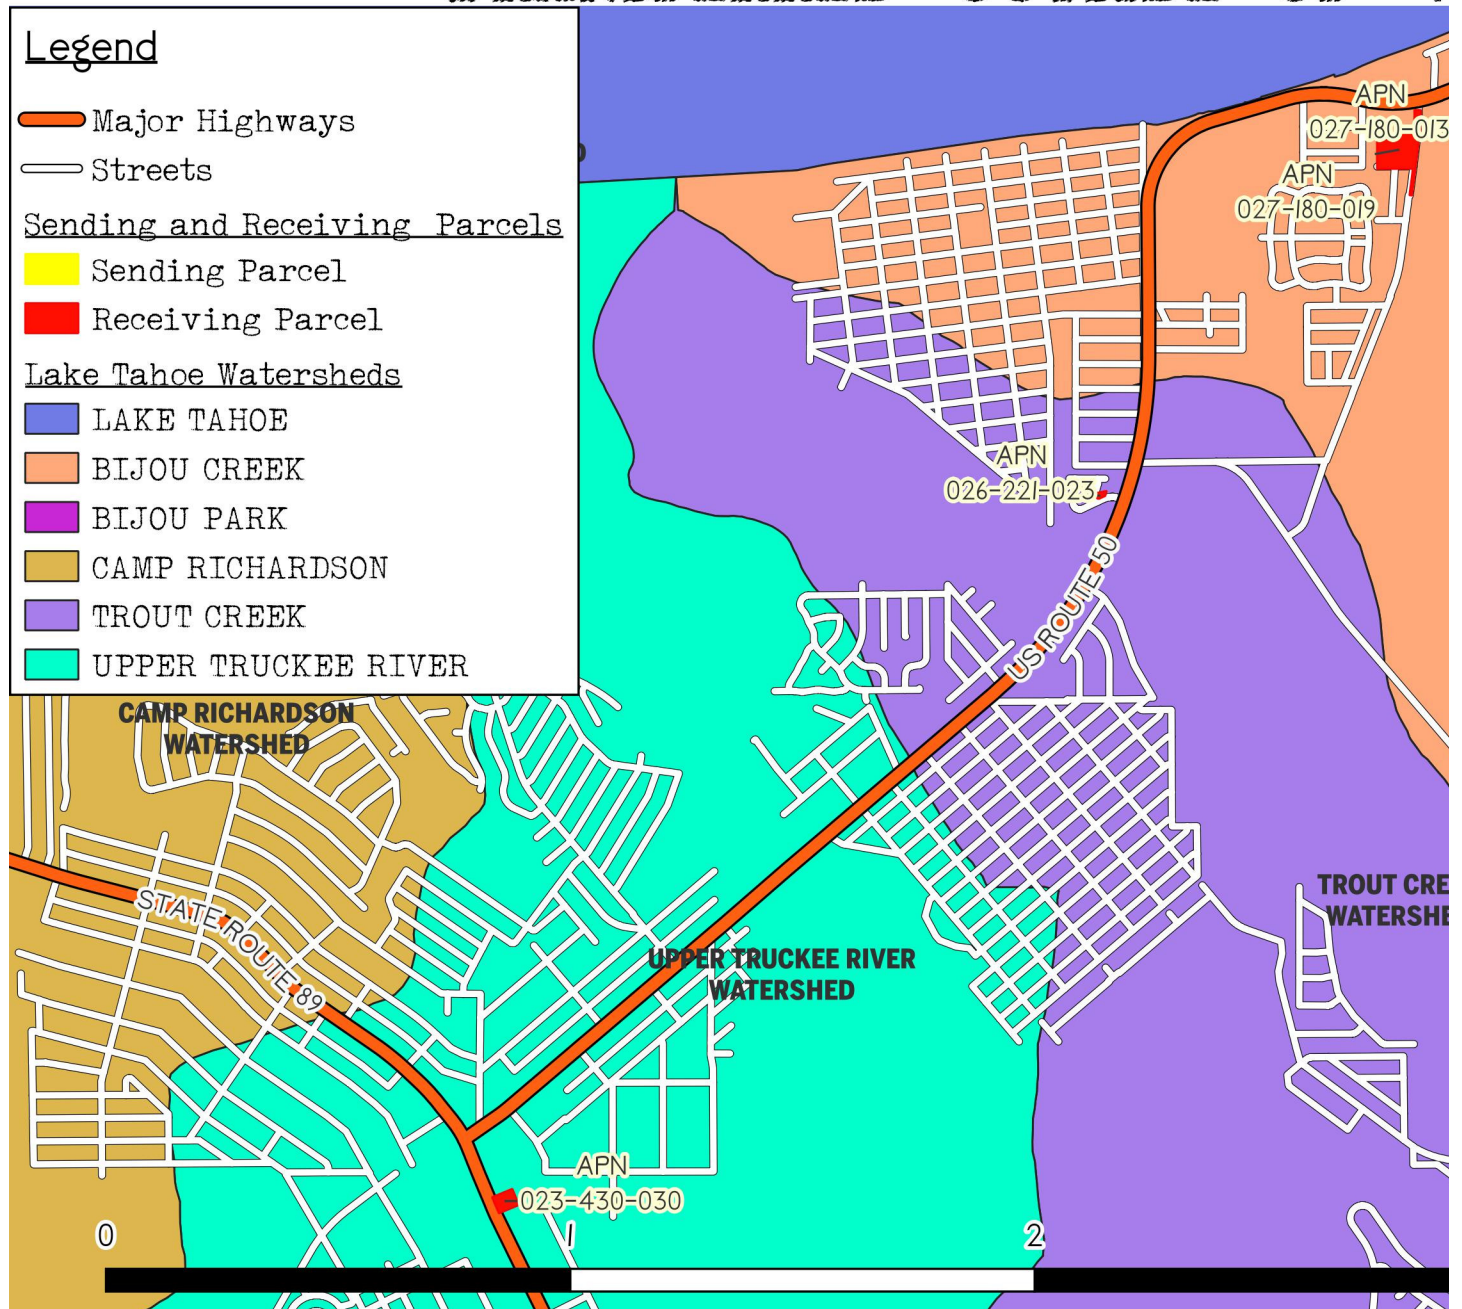 Legend
Major Highways
Streets
Sending and Receiving Parcels
Sending Parcel
Receiving Parcel
Lake Tahoe Watersheds
LAKE TAHOE
BIJOU CREEK
BIJOU PARK
CAMP RICHARDSON
TROUT CREEK
UPPER TRUCKEE RIVER
APN
027-180-013
APN
027-180-019
APN
026-221-023
US ROUTE 50
CAMP RICHARDSON
WATERSHED
STATE ROUTE 89
TROUT CRE
WATERSHE
UPPER TRUCKEE RIVER
WATERSHED
APN
023-430-030
0
1
2